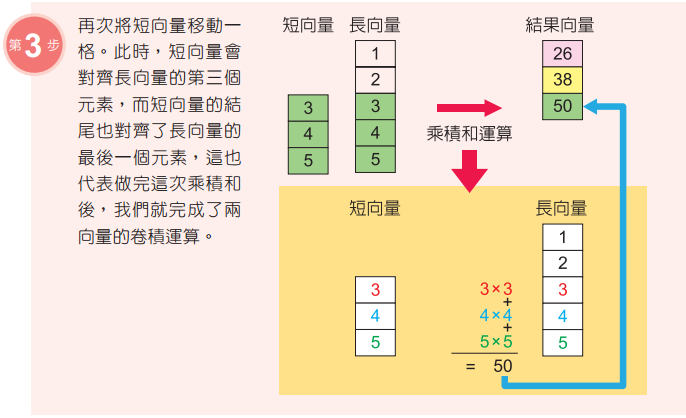 第3步
再次將短向量移動一
格。此時，短向量會
對齊長向量的第三個
元素，而短向量的結
尾也對齊了長向量的
最後一個元素，這也
代表做完這次乘積和
後，我們就完成了兩
向量的卷積運算。
短向量 長向量 結果向量
1
2
3
4
5
3
4
5
26
38
50
乘積和運算
短向量 長向量
3
4
5
3×3
+
4×4
+
5×5
= 50
1
2
3
4
5